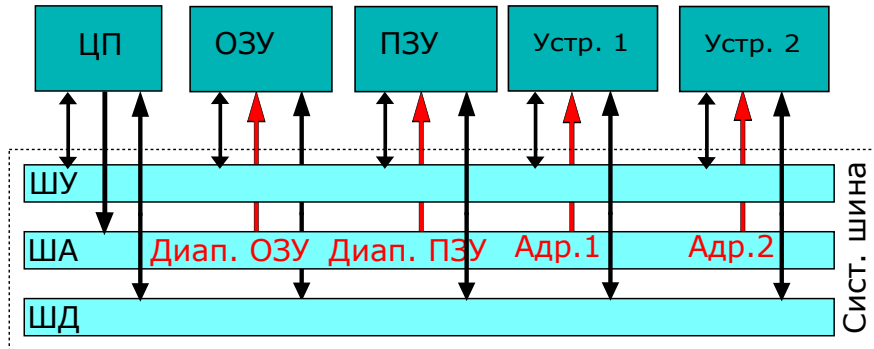 ЦП
ОЗУ
ПЗУ
Устр. 1
Устр. 2
ШУ
ША
Диап. ОЗУ
Диап. ПЗУ
Адр.1
Адр.2
ШД
Сист. шина